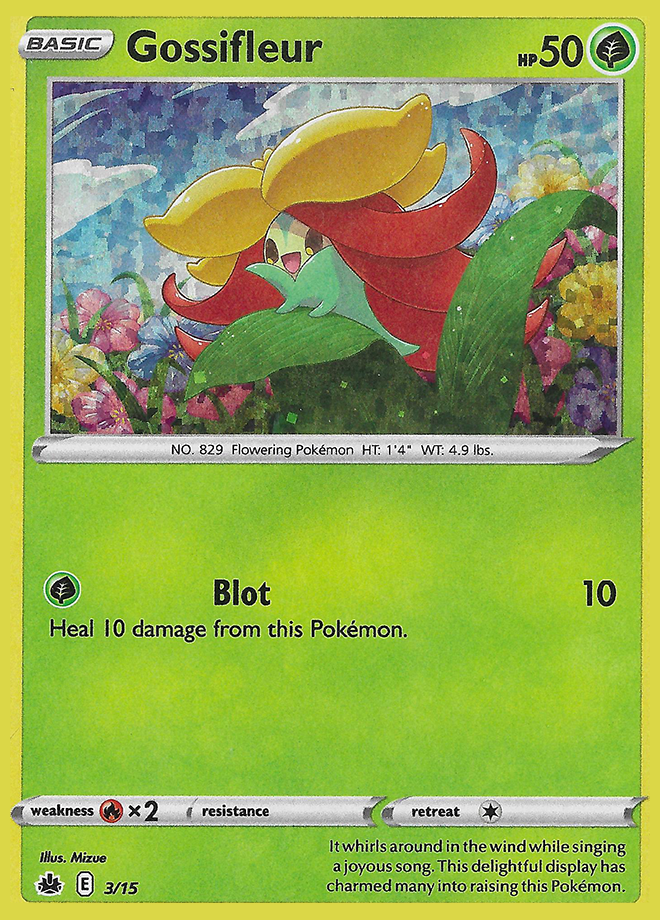 BASIC Gossifleur HP 50
NO. 829 Flowering Pokémon HT: 1'4" WT: 4.9 lbs.
Blot 10
Heal 10 damage from this Pokémon.
weakness ×2 resistance retreat
Illus. Mizue
E 3/15
It whirls around in the wind while singing
a joyous song. This delightful display has
charmed many into raising this Pokémon.